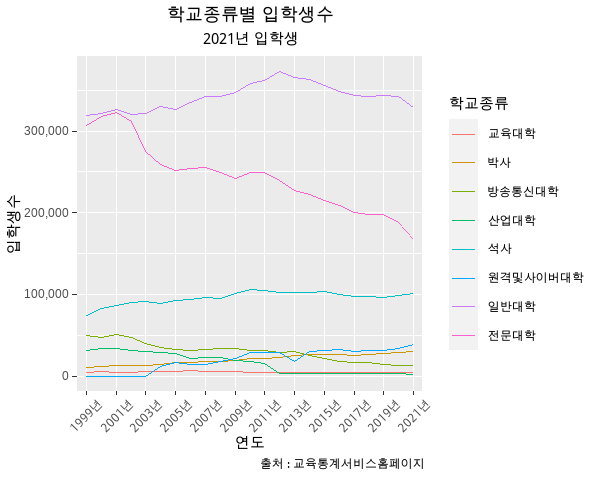 학교종류별 입학생수
2021년 입학생
입학생수
300,000
200,000
100,000
0
1999년
2001년
2003년
2005년
2007년
2009년
2011년
2013년
2015년
2017년
2019년
2021년
연도
출처 : 교육통계서비스홈페이지
학교종류
교육대학
박사
방송통신대학
산업대학
석사
원격및사이버대학
일반대학
전문대학